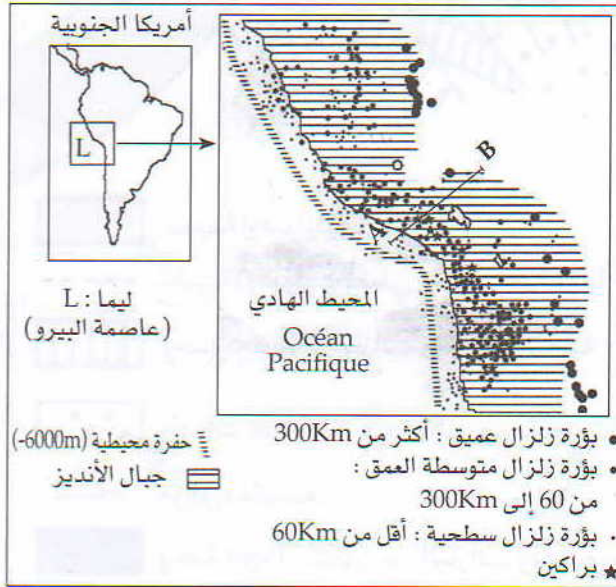 أمريكا الجنوبية
L
B
A
L : ليما
(عاصمة البيرو)
المحيط الهادي
Océan
Pacifique
حفرة محيطية (-6000m)
جبال الأنديز
بؤرة زلزال عميق : أكثر من 300Km
بؤرة زلزال متوسطة العمق :
من 60 إلى 300Km
بؤرة زلزال سطحية : أقل من 60Km
براكين